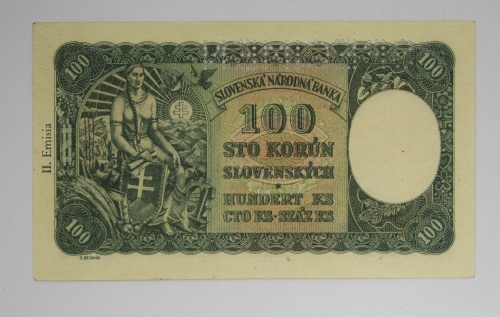 100
100
SLOVENSKÁ NÁRODNÁ BANKA
100
STO KORÚN
SLOVENSKÝCH
HUNDERT KS
CTO KS · SZÁZ KS
100
100
II. Emisia